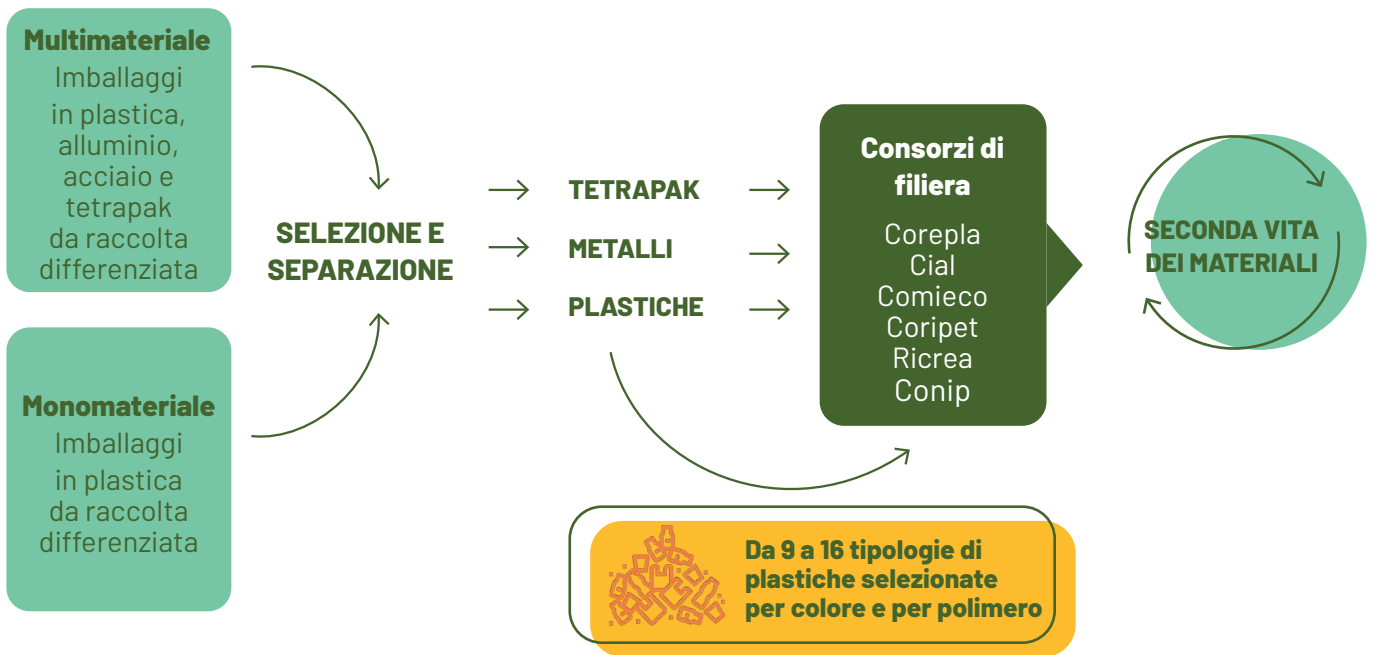 Multimateriale
Imballaggi
in plastica,
alluminio,
acciaio e
tetrapak
da raccolta
differenziata
Monomateriale
Imballaggi
in plastica
da raccolta
differenziata
SELEZIONE E
SEPARAZIONE
TETRAPAK
METALLI
PLASTICHE
Consorzi di
filiera
Corepla
Cial
Comieco
Coripet
Ricrea
Conip
SECONDA VITA
DEI MATERIALI
Da 9 a 16 tipologie di
plastiche selezionate
per colore e per polimero